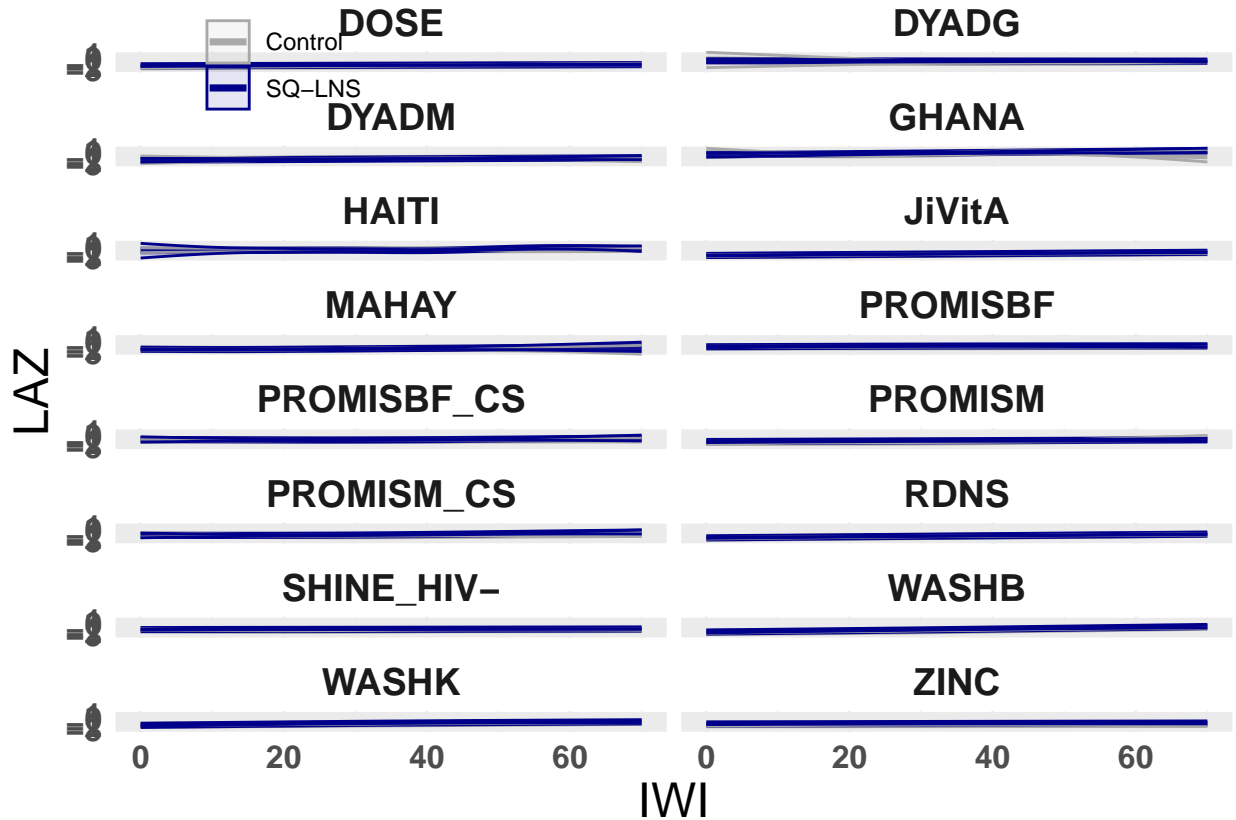 DOSE
DYADG
Control
SQ−LNS
DYADM
GHANA
HAITI
JiVitA
MAHAY
PROMISBF
PROMISBF_CS
PROMISM
PROMISM_CS
RDNS
SHINE_HIV−
WASHB
WASHK
ZINC
LAZ
0 20 40 60 0 20 40 60
IWI